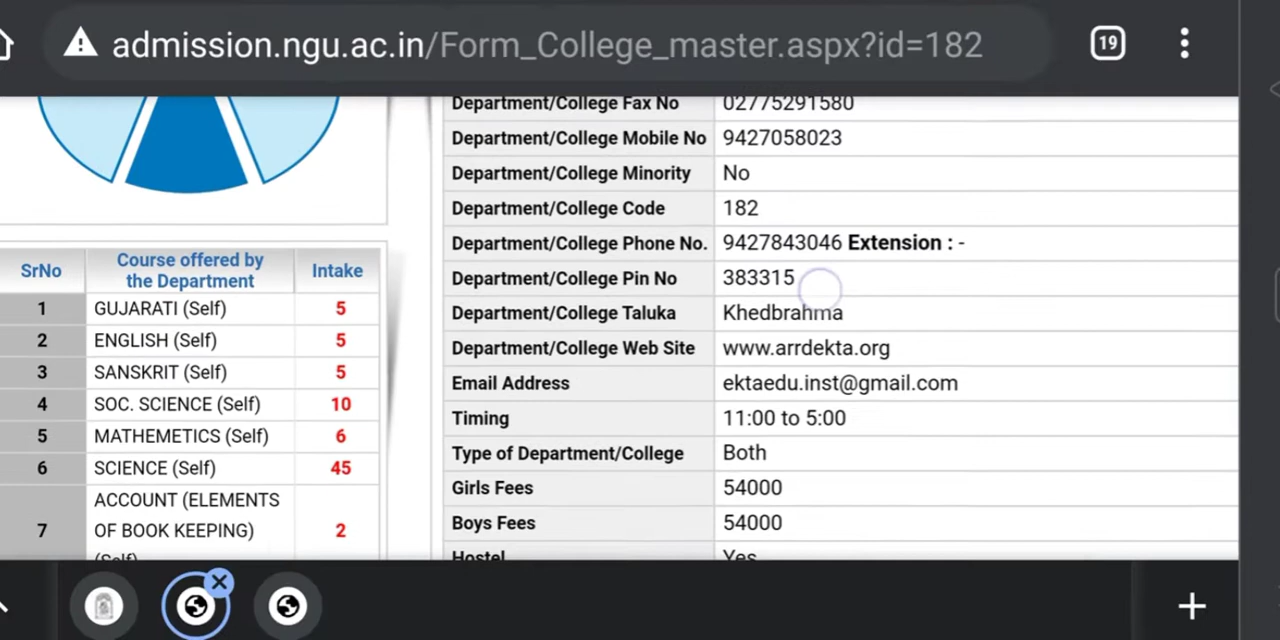 admission.ngu.ac.in/Form_College_master.aspx?id=182
19
Department/College Fax No 02775291580
Department/College Mobile No 9427058023
Department/College Minority No
Department/College Code 182
Department/College Phone No. 9427843046 Extension : -
Department/College Pin No 383315
Department/College Taluka Khedbrahma
Department/College Web Site www.arrdekta.org
Email Address ektaedu.inst@gmail.com
Timing 11:00 to 5:00
Type of Department/College Both
Girls Fees 54000
Boys Fees 54000
Hostel Yes
SrNo Course offered by the Department Intake
1 GUJARATI (Self) 5
2 ENGLISH (Self) 5
3 SANSKRIT (Self) 5
4 SOC. SCIENCE (Self) 10
5 MATHEMETICS (Self) 6
6 SCIENCE (Self) 45
7 ACCOUNT (ELEMENTS
OF BOOK KEEPING) 2
(Self)